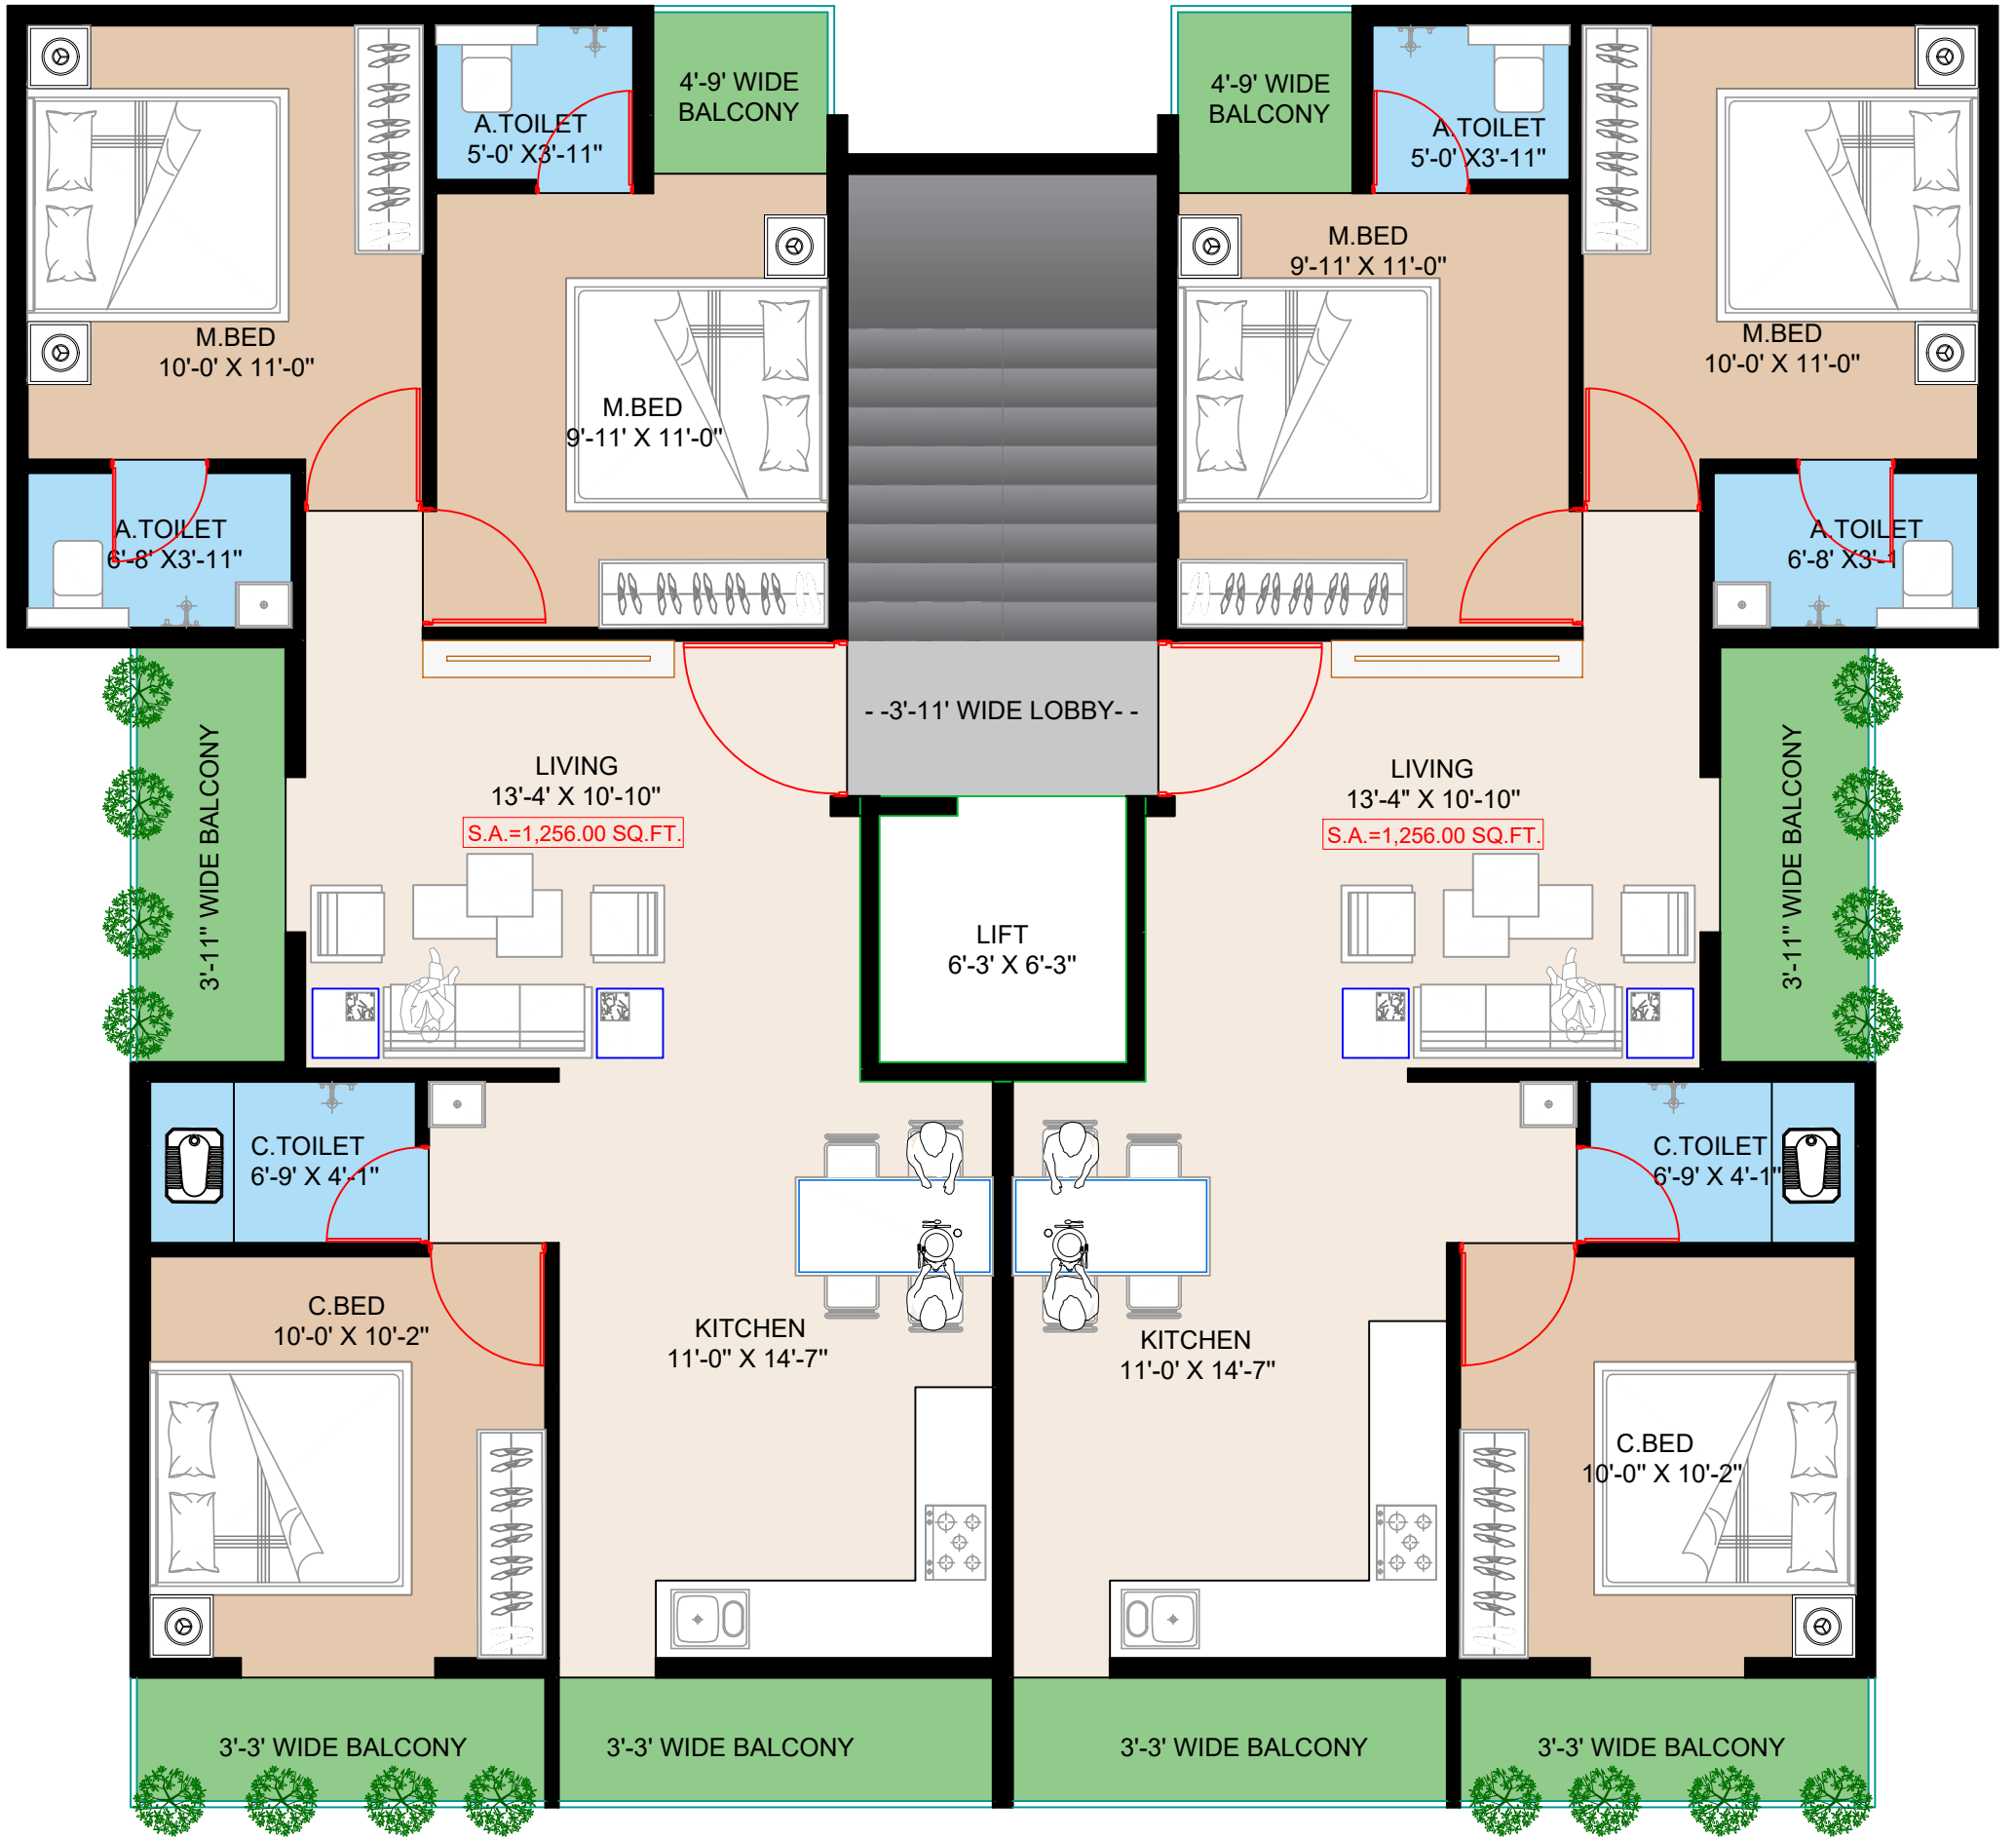 4'-9' WIDE
BALCONY
4'-9' WIDE
BALCONY
A.TOILET
5'-0' X3'-11"
A.TOILET
5'-0' X3'-11"
M.BED
9'-11' X 11'-0"
M.BED
10'-0' X 11'-0"
M.BED
10'-0' X 11'-0"
M.BED
9'-11' X 11'-0"
A.TOILET
6'-8' X3'-11"
A.TOILET
6'-8' X3'-1
- -3'-11' WIDE LOBBY- -
LIVING
13'-4' X 10'-10"
S.A.=1,256.00 SQ.FT.
LIVING
13'-4" X 10'-10"
S.A.=1,256.00 SQ.FT.
3'-11" WIDE BALCONY
3'-11" WIDE BALCONY
LIFT
6'-3' X 6'-3"
C.TOILET
6'-9' X 4'-1"
C.TOILET
6'-9' X 4'-1"
C.BED
10'-0' X 10'-2"
KITCHEN
11'-0" X 14'-7"
KITCHEN
11'-0' X 14'-7"
C.BED
10'-0" X 10'-2"
3'-3' WIDE BALCONY
3'-3' WIDE BALCONY
3'-3' WIDE BALCONY
3'-3' WIDE BALCONY